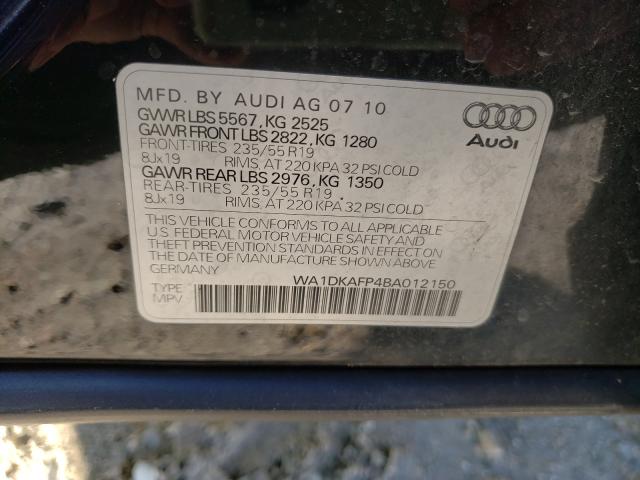 MFD. BY AUDI AG 07 10
GVWR LBS 5567, KG 2525
GAWR FRONT LBS 2822, KG 1280
FRONT-TIRES 235/55 R19
8Jx19 RIMS, AT 220 KPA 32 PSI COLD
GAWR REAR LBS 2976, KG 1350
REAR-TIRES 235/55 R19
8Jx19 RIMS, AT 220 KPA 32 PSI COLD
THIS VEHICLE CONFORMS TO ALL APPLICABLE
U.S. FEDERAL MOTOR VEHICLE SAFETY AND
THEFT PREVENTION STANDARDS IN EFFECT ON
THE DATE OF MANUFACTURE SHOWN ABOVE.
GERMANY
WA1DKAFP4BA012150
TYPE
MPV
Audi